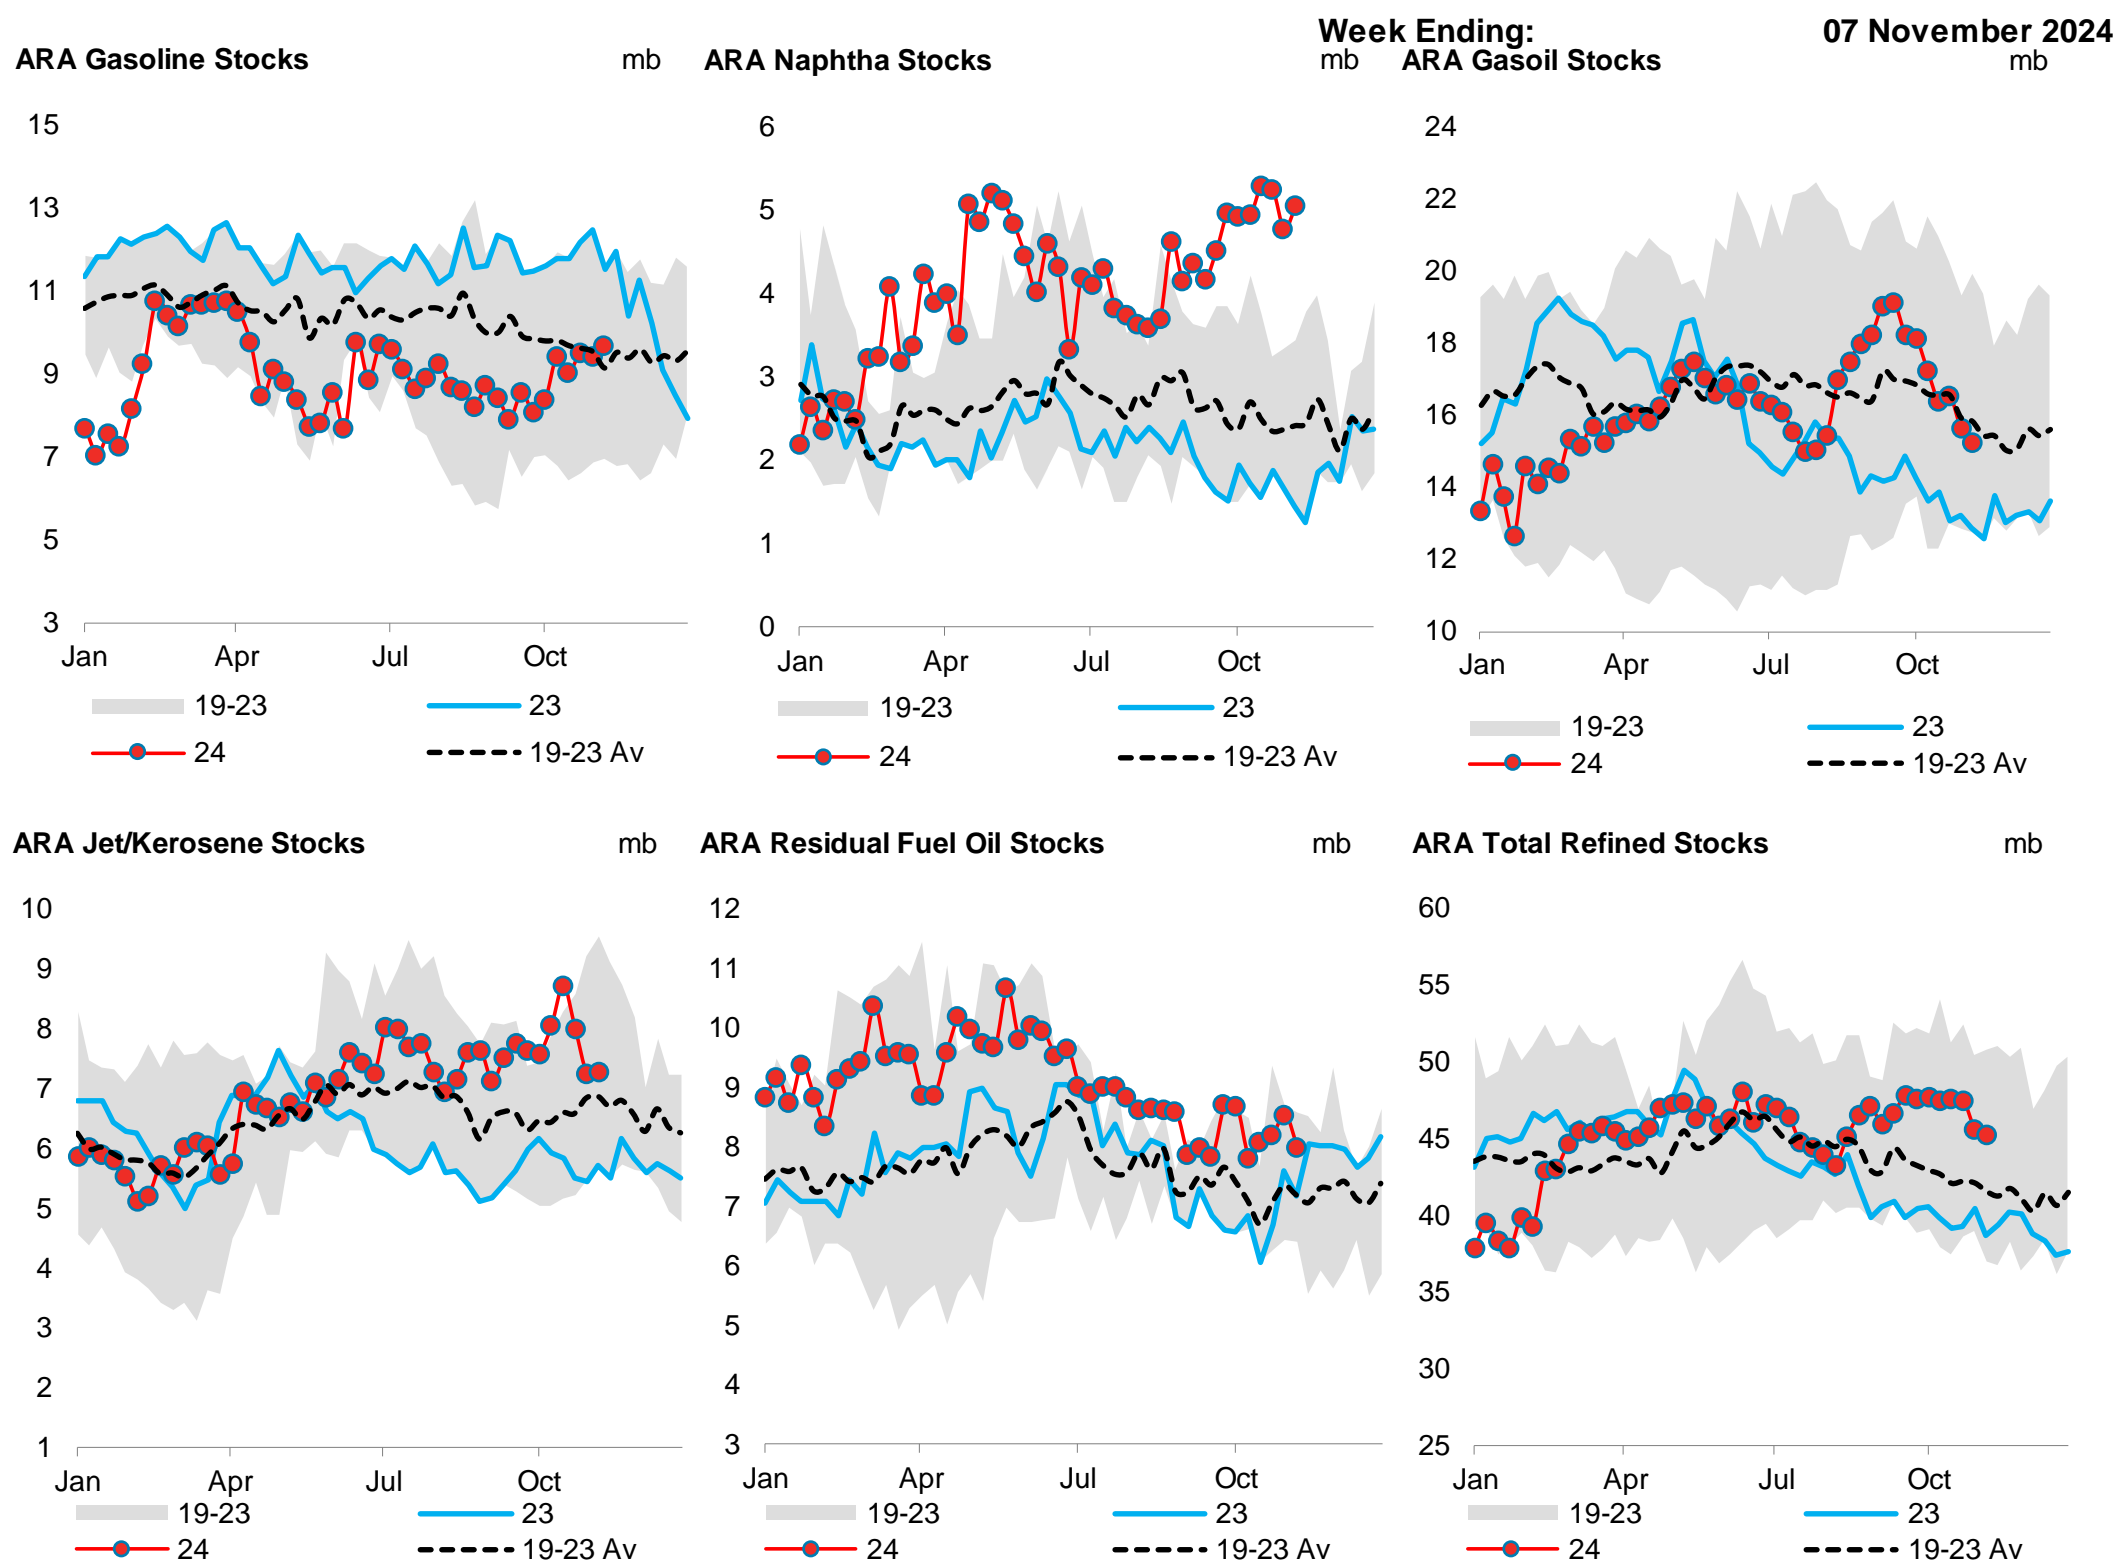 Week Ending: 07 November 2024
ARA Gasoline Stocks mb
15
13
11
9
7
5
3
Jan Apr Jul Oct
19-23 23
24 19-23 Av
ARA Naphtha Stocks mb
6
5
4
3
2
1
0
Jan Apr Jul Oct
19-23 23
24 19-23 Av
ARA Gasoil Stocks mb
24
22
20
18
16
14
12
10
Jan Apr Jul Oct
19-23 23
24 19-23 Av
ARA Jet/Kerosene Stocks mb
10
9
8
7
6
5
4
3
2
1
Jan Apr Jul Oct
19-23 23
24 19-23 Av
ARA Residual Fuel Oil Stocks mb
12
11
10
9
8
7
6
5
4
3
Jan Apr Jul Oct
19-23 23
24 19-23 Av
ARA Total Refined Stocks mb
60
55
50
45
40
35
30
25
Jan Apr Jul Oct
19-23 23
24 19-23 Av